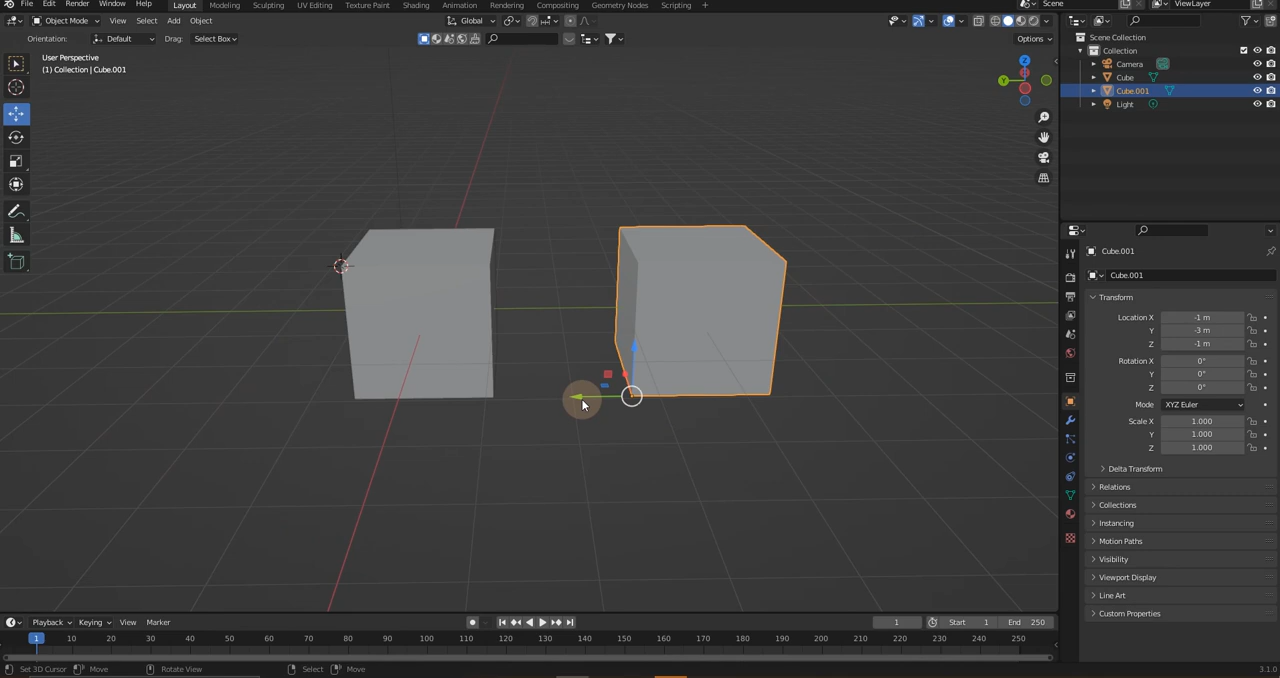 File Edit Render Window Help Layout Modeling Sculpting UV Editing Texture Paint Shading Animation Rendering Compositing Geometry Nodes Scripting + Scene ViewLayer
Object Mode View Select Add Object Global Options
Orientation: Default Drag: Select Box
User Perspective
(1) Collection | Cube.001
Z
Y
Scene Collection
Collection
Camera
Cube
Cube.001
Light
Cube.001
Cube.001
Transform
Location X -1 m
Y -3 m
Z -1 m
Rotation X 0°
Y 0°
Z 0°
Mode XYZ Euler
Scale X 1.000
Y 1.000
Z 1.000
Delta Transform
Relations
Collections
Instancing
Motion Paths
Visibility
Viewport Display
Line Art
Custom Properties
Playback Keying View Marker 1 Start 1 End 250
1 10 20 30 40 50 60 70 80 90 100 110 120 130 140 150 160 170 180 190 200 210 220 230 240 250
Set 3D Cursor Move Rotate View Select Move 3.1.0